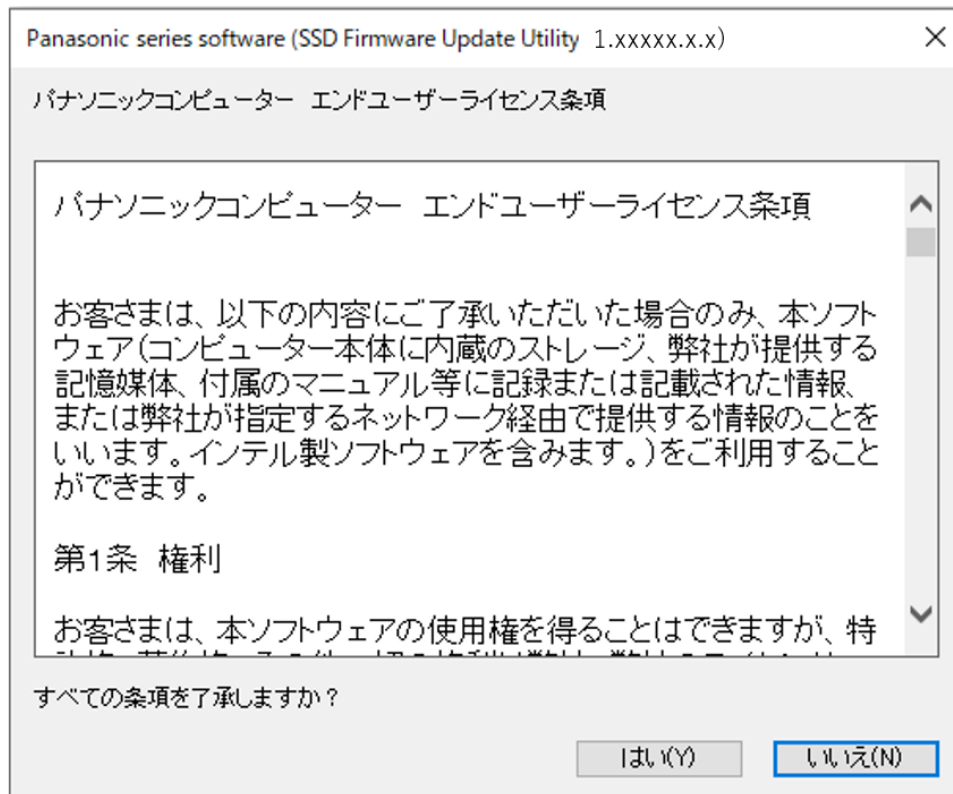 Panasonic series software (SSD Firmware Update Utility 1.xxxxx.x.x)
パナソニックコンピューター エンドユーザーライセンス条項
パナソニックコンピューター エンドユーザーライセンス条項
お客さまは、以下の内容にご了承いただいた場合のみ、本ソフト
ウェア(コンピューター本体に内蔵のストレージ、弊社が提供する
記憶媒体、付属のマニュアル等に記録または記載された情報、
または弊社が指定するネットワーク経由で提供する情報のことを
いいます。インテル製ソフトウェアを含みます。)をご利用すること
ができます。
第1条 権利
お客さまは、本ソフトウェアの使用権を得ることはできますが、特
すべての条項を了承しますか?
はい(Y)
いいえ(N)